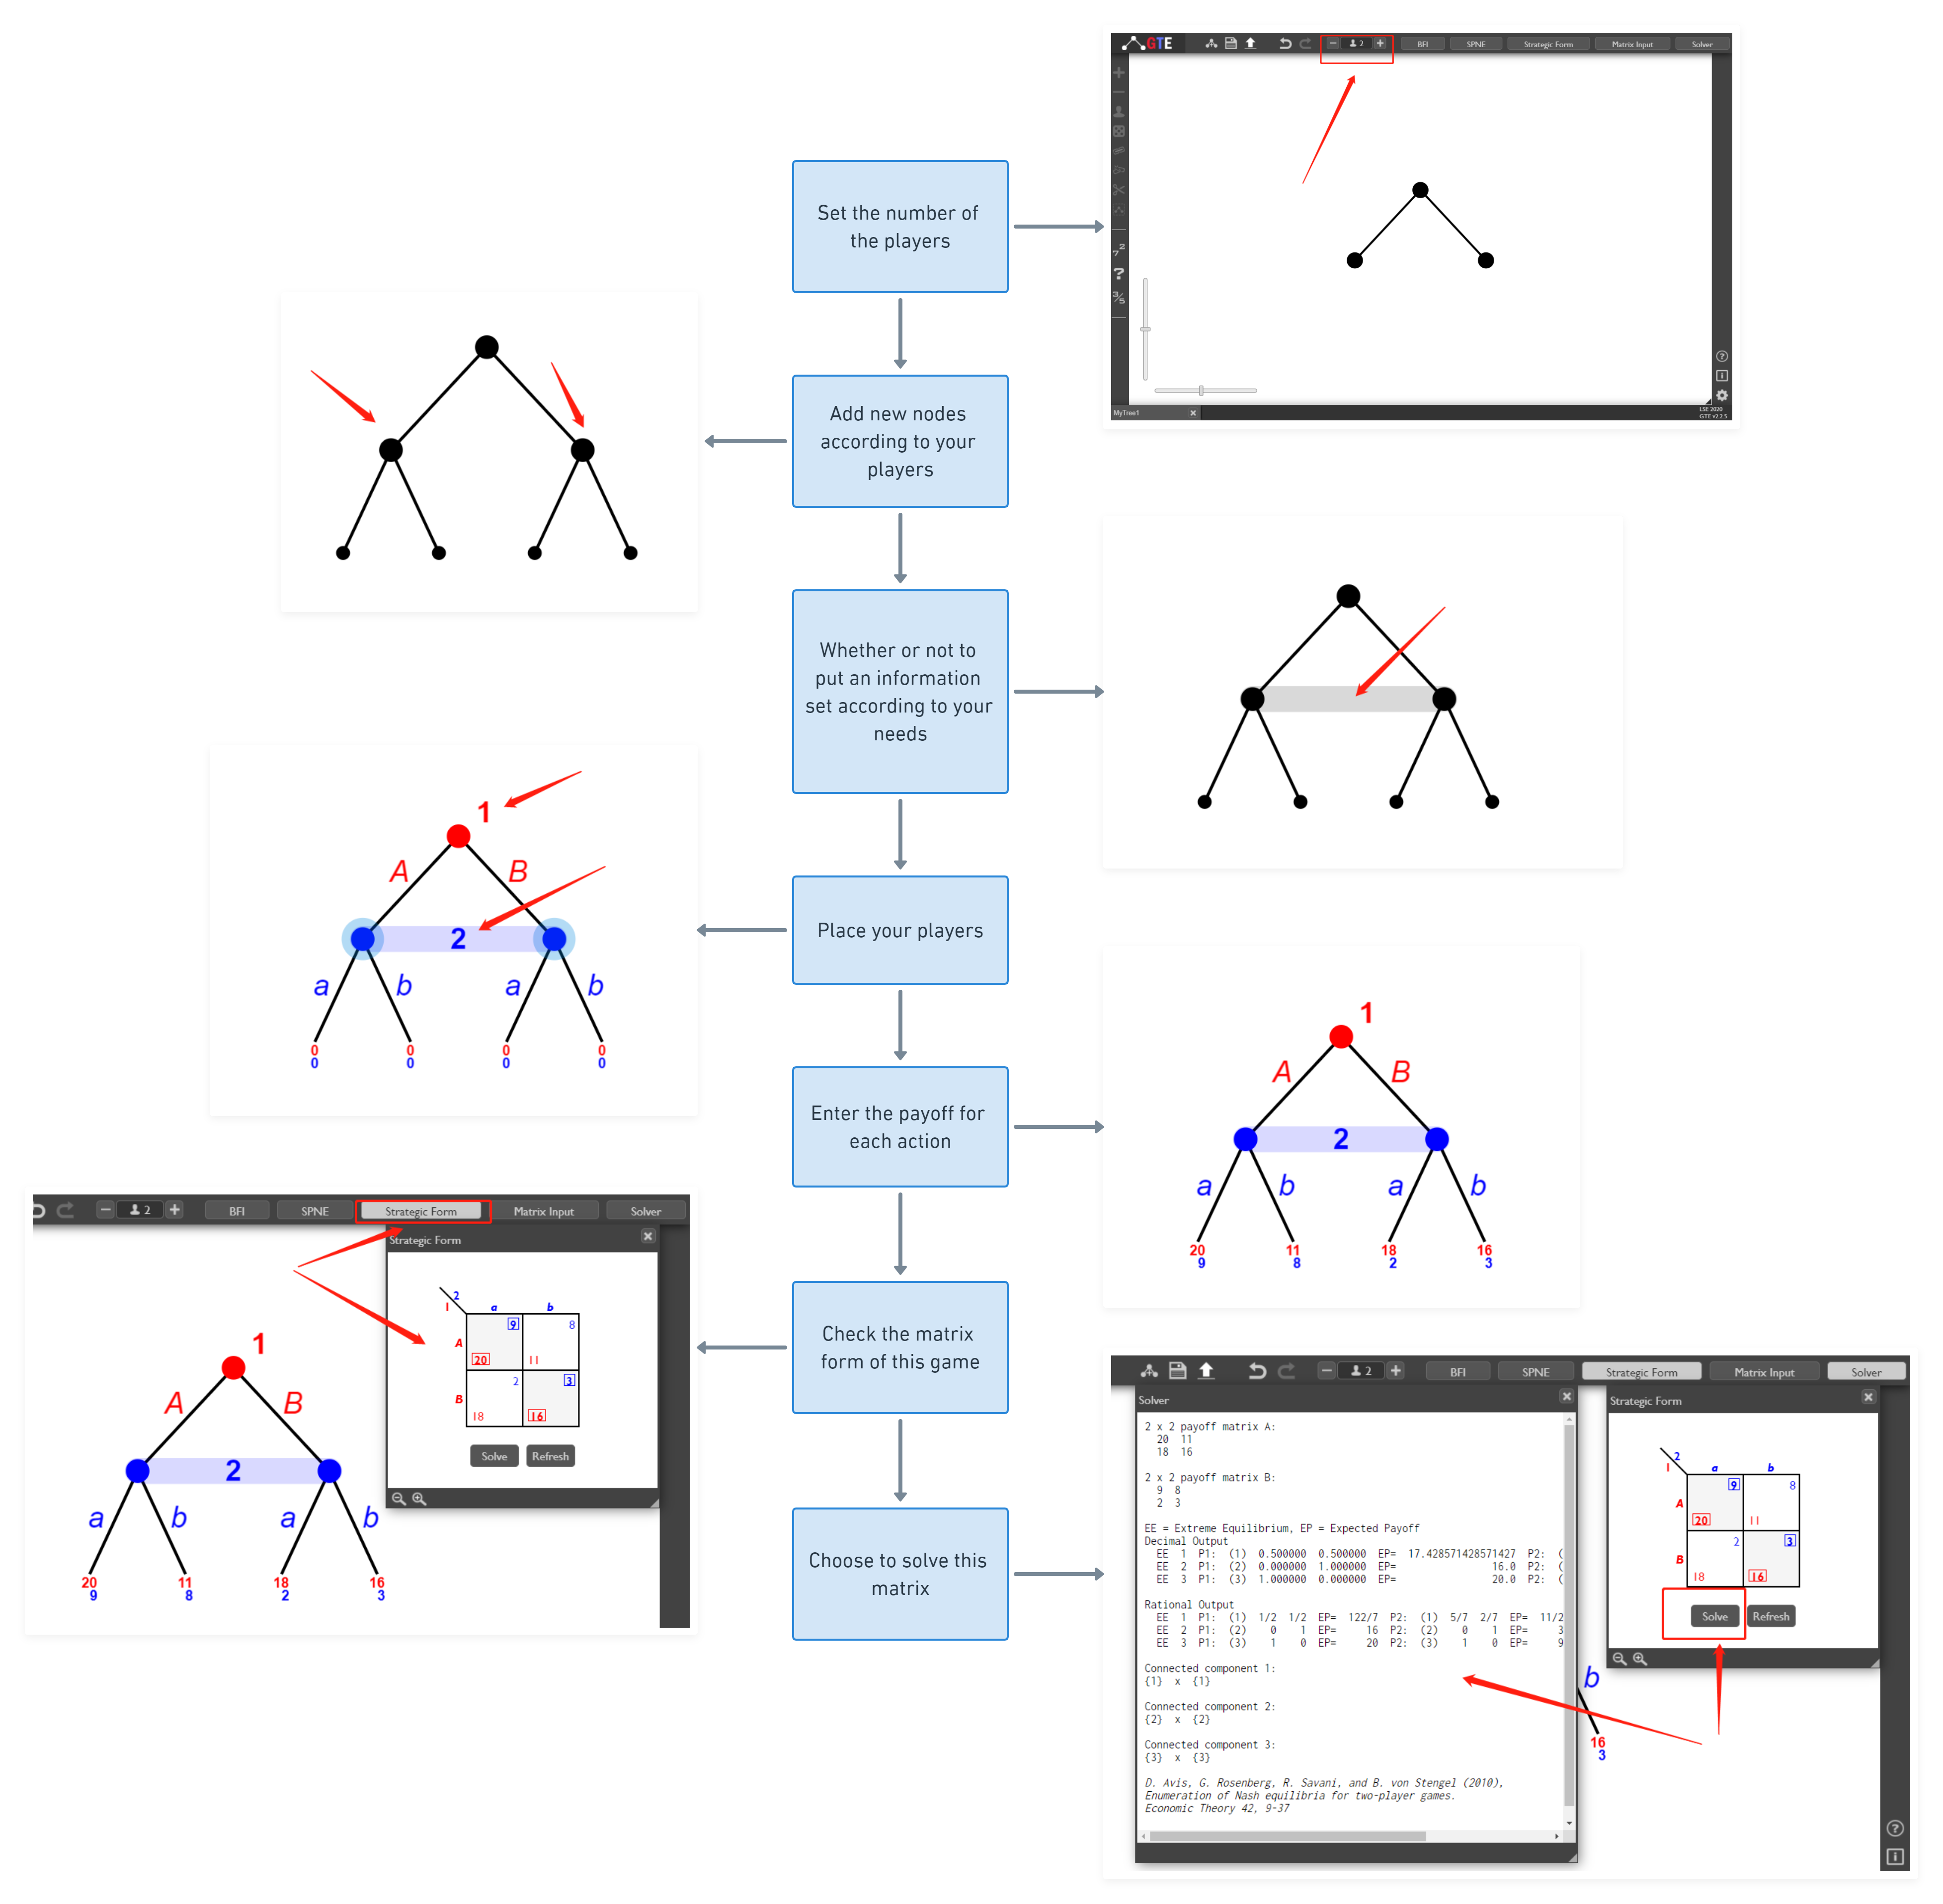 GTE
2
BFI
SPNE
Strategic Form
Matrix Input
Solver
7 2
?
3/5
MyTree1
LSE 2020
GTE v2.2.5
Set the number of
the players
Add new nodes
according to your
players
Whether or not to
put an information
set according to your
needs
1
A B
2
a b a b
0 0 0 0
0 0 0 0
Place your players
Enter the payoff for
each action
1
A B
2
a b a b
20 11 18 16
9 8 2 3
2
BFI
SPNE
Strategic Form
Matrix Input
Solver
Strategic Form
2
1
a b
9 8
A
20 11
2 3
B
18 16
Solve Refresh
1
A B
2
a b a b
20 11 18 16
9 8 2 3
Check the matrix
form of this game
Choose to solve this
matrix
2
BFI
SPNE
Strategic Form
Matrix Input
Solver
Solver
2 x 2 payoff matrix A:
20 11
18 16
2 x 2 payoff matrix B:
9 8
2 3
EE = Extreme Equilibrium, EP = Expected Payoff
Decimal Output
EE 1 P1: (1) 0.500000 0.500000 EP= 17.428571428571427 P2: (
EE 2 P1: (2) 0.000000 1.000000 EP= 16.0 P2: (
EE 3 P1: (3) 1.000000 0.000000 EP= 20.0 P2: (
Rational Output
EE 1 P1: (1) 1/2 1/2 EP= 122/7 P2: (1) 5/7 2/7 EP= 11/2
EE 2 P1: (2) 0 1 EP= 16 P2: (2) 0 1 EP= 3
EE 3 P1: (3) 1 0 EP= 20 P2: (3) 1 0 EP= 9
Connected component 1:
{1} x {1}
Connected component 2:
{2} x {2}
Connected component 3:
{3} x {3}
D. Avis, G. Rosenberg, R. Savani, and B. von Stengel (2010),
Enumeration of Nash equilibria for two-player games.
Economic Theory 42, 9-37
Strategic Form
2
1
a b
9 8
A
20 11
2 3
B
18 16
Solve Refresh
b
16
3